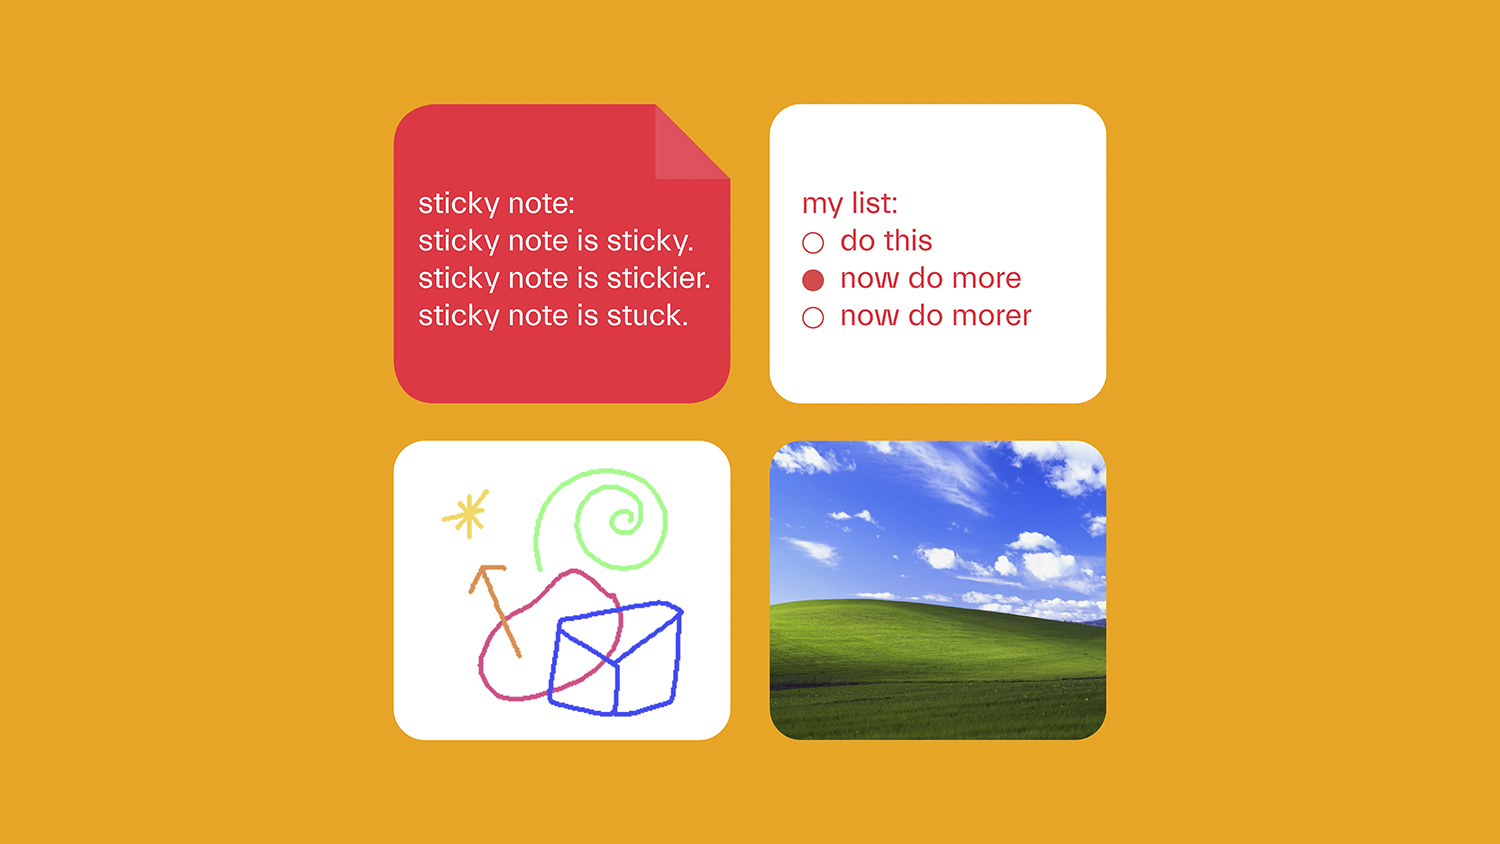 sticky note:
sticky note is sticky.
sticky note is stickier.
sticky note is stuck.
my list:
do this
now do more
now do morer